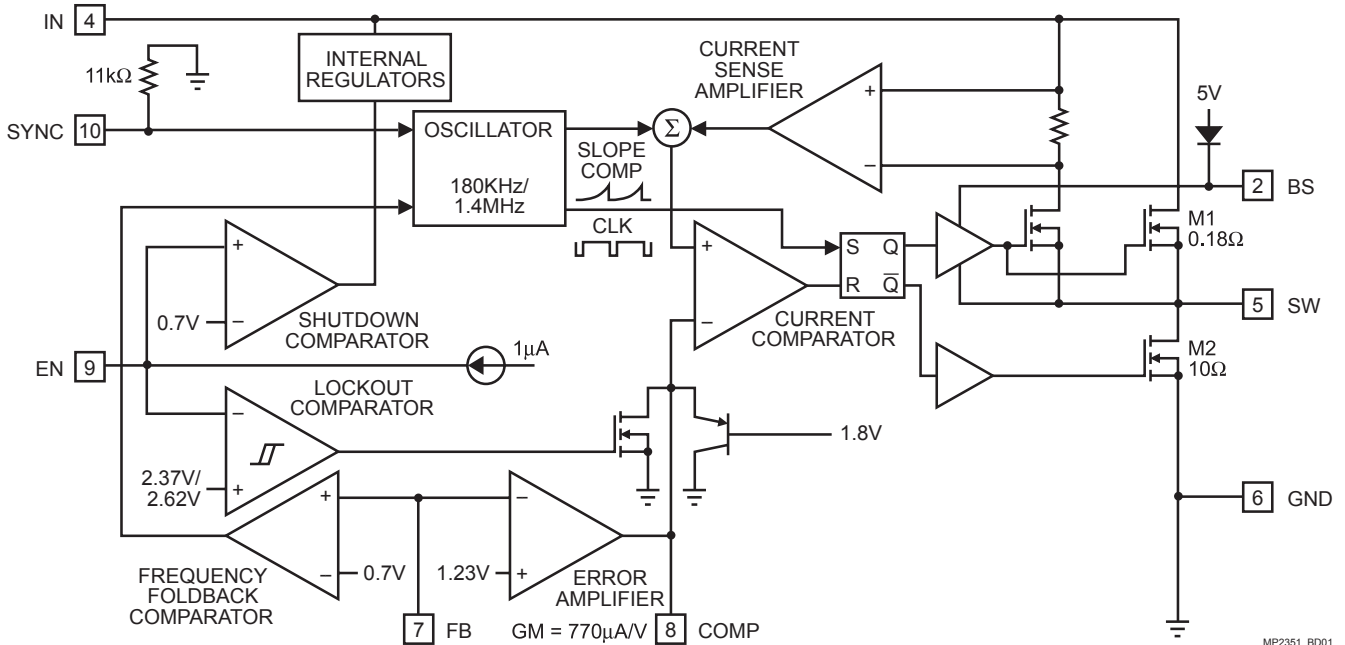 IN 4
INTERNAL
REGULATORS
CURRENT
SENSE
AMPLIFIER
+
–
5V
11kΩ
SYNC 10
OSCILLATOR
180KHz/
1.4MHz
Σ
SLOPE
COMP
CLK
2 BS
M1
0.18Ω
+
–
0.7V
SHUTDOWN
COMPARATOR
+
–
CURRENT
COMPARATOR
S Q
R Q̅
5 SW
EN 9
1µA
M2
10Ω
LOCKOUT
COMPARATOR
–
+
2.37V/
2.62V
1.8V
6 GND
+
–
0.7V
FREQUENCY
FOLDBACK
COMPARATOR
–
+
1.23V
ERROR
AMPLIFIER
7 FB
GM = 770µA/V 8 COMP
MP2351_BD01